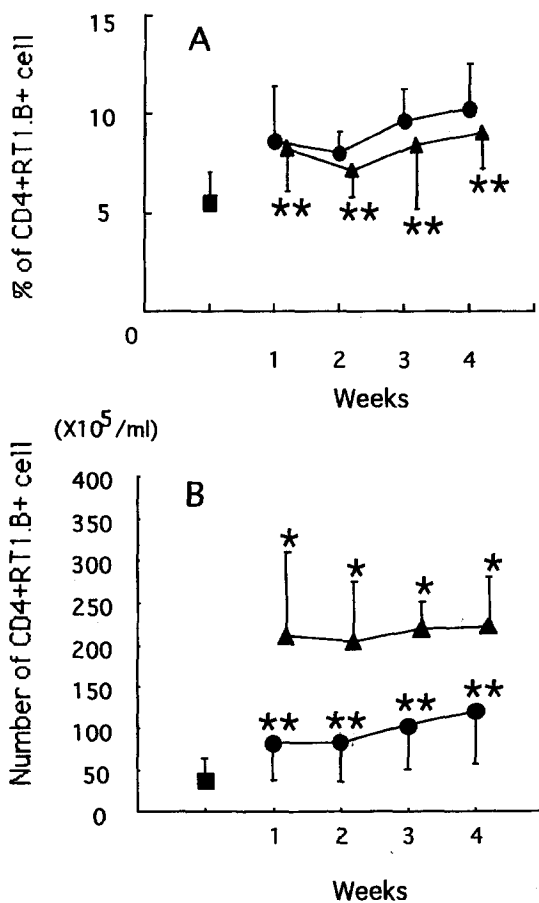 15
A
10
5
0
% of CD4+RT1.B+ cell
** ** ** **
1 2 3 4
Weeks
(X10⁵/ml)
B
400
350
300
250
200
150
100
50
0
Number of CD4+RT1.B+ cell
* * * *
** ** ** **
1 2 3 4
Weeks